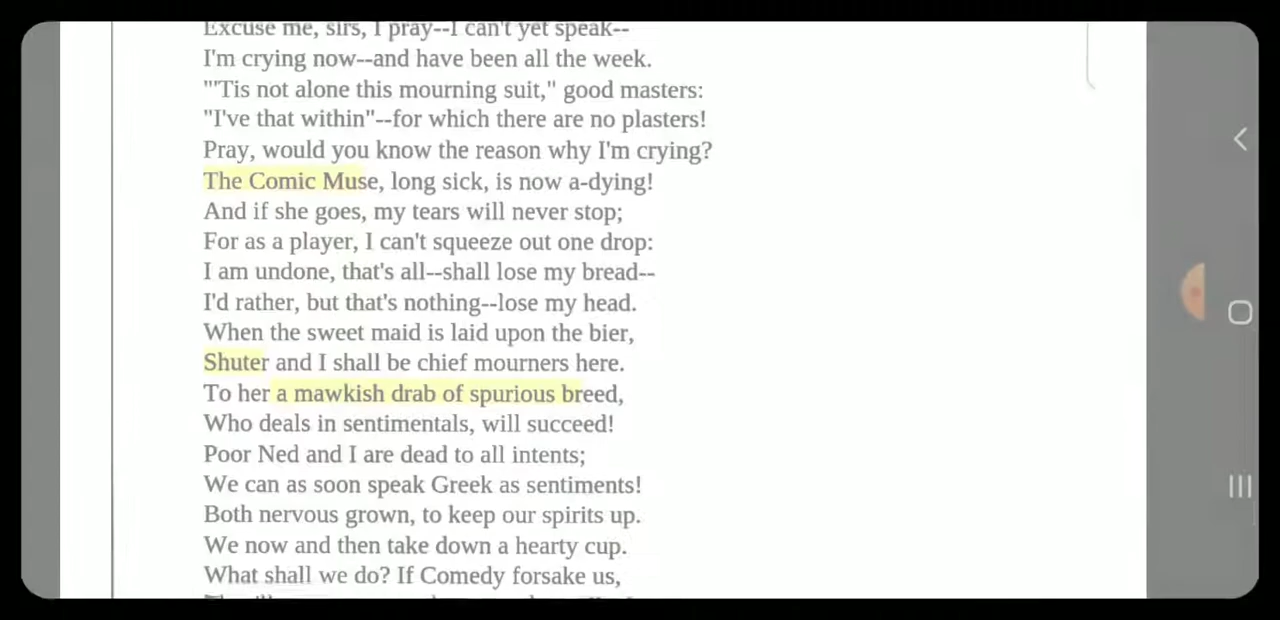 Excuse me, sirs, I pray--I can't yet speak--
I'm crying now--and have been all the week.
"'Tis not alone this mourning suit," good masters:
"I've that within"--for which there are no plasters!
Pray, would you know the reason why I'm crying?
The Comic Muse, long sick, is now a-dying!
And if she goes, my tears will never stop;
For as a player, I can't squeeze out one drop:
I am undone, that's all--shall lose my bread--
I'd rather, but that's nothing--lose my head.
When the sweet maid is laid upon the bier,
Shuter and I shall be chief mourners here.
To her a mawkish drab of spurious breed,
Who deals in sentimentals, will succeed!
Poor Ned and I are dead to all intents;
We can as soon speak Greek as sentiments!
Both nervous grown, to keep our spirits up.
We now and then take down a hearty cup.
What shall we do? If Comedy forsake us,